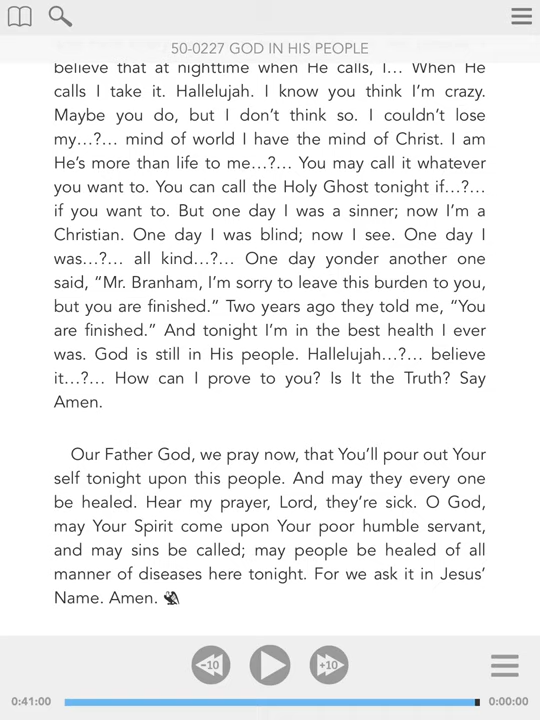 50-0227 GOD IN HIS PEOPLE
believe that at nighttime when He calls, I… When He
calls I take it. Hallelujah. I know you think I’m crazy.
Maybe you do, but I don’t think so. I couldn’t lose
my…?… mind of world I have the mind of Christ. I am
He’s more than life to me…?… You may call it whatever
you want to. You can call the Holy Ghost tonight if…?…
if you want to. But one day I was a sinner; now I’m a
Christian. One day I was blind; now I see. One day I
was…?… all kind…?… One day yonder another one
said, “Mr. Branham, I’m sorry to leave this burden to you,
but you are finished.” Two years ago they told me, “You
are finished.” And tonight I’m in the best health I ever
was. God is still in His people. Hallelujah…?… believe
it…?… How can I prove to you? Is It the Truth? Say
Amen.
Our Father God, we pray now, that You’ll pour out Your
self tonight upon this people. And may they every one
be healed. Hear my prayer, Lord, they’re sick. O God,
may Your Spirit come upon Your poor humble servant,
and may sins be called; may people be healed of all
manner of diseases here tonight. For we ask it in Jesus’
Name. Amen.
-10 +10
0:41:00 0:00:00